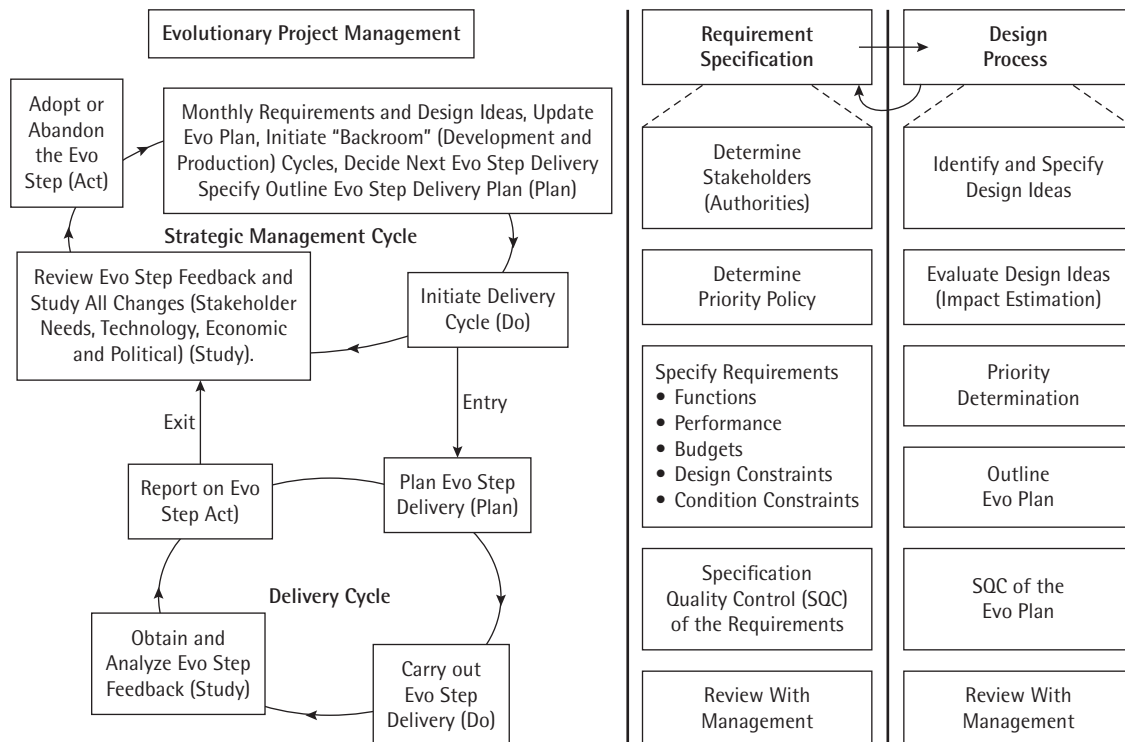 Evolutionary Project Management
Adopt or
Abandon
the Evo
Step (Act)
Monthly Requirements and Design Ideas, Update
Evo Plan, Initiate “Backroom” (Development and
Production) Cycles, Decide Next Evo Step Delivery
Specify Outline Evo Step Delivery Plan (Plan)
Strategic Management Cycle
Review Evo Step Feedback and
Study All Changes (Stakeholder
Needs, Technology, Economic
and Political) (Study).
Initiate Delivery
Cycle (Do)
Exit
Entry
Report on Evo
Step Act)
Plan Evo Step
Delivery (Plan)
Delivery Cycle
Obtain and
Analyze Evo Step
Feedback (Study)
Carry out
Evo Step
Delivery (Do)
Requirement
Specification
Determine
Stakeholders
(Authorities)
Determine
Priority Policy
Specify Requirements
• Functions
• Performance
• Budgets
• Design Constraints
• Condition Constraints
Specification
Quality Control (SQC)
of the Requirements
Review With
Management
Design
Process
Identify and Specify
Design Ideas
Evaluate Design Ideas
(Impact Estimation)
Priority
Determination
Outline
Evo Plan
SQC of the
Evo Plan
Review With
Management